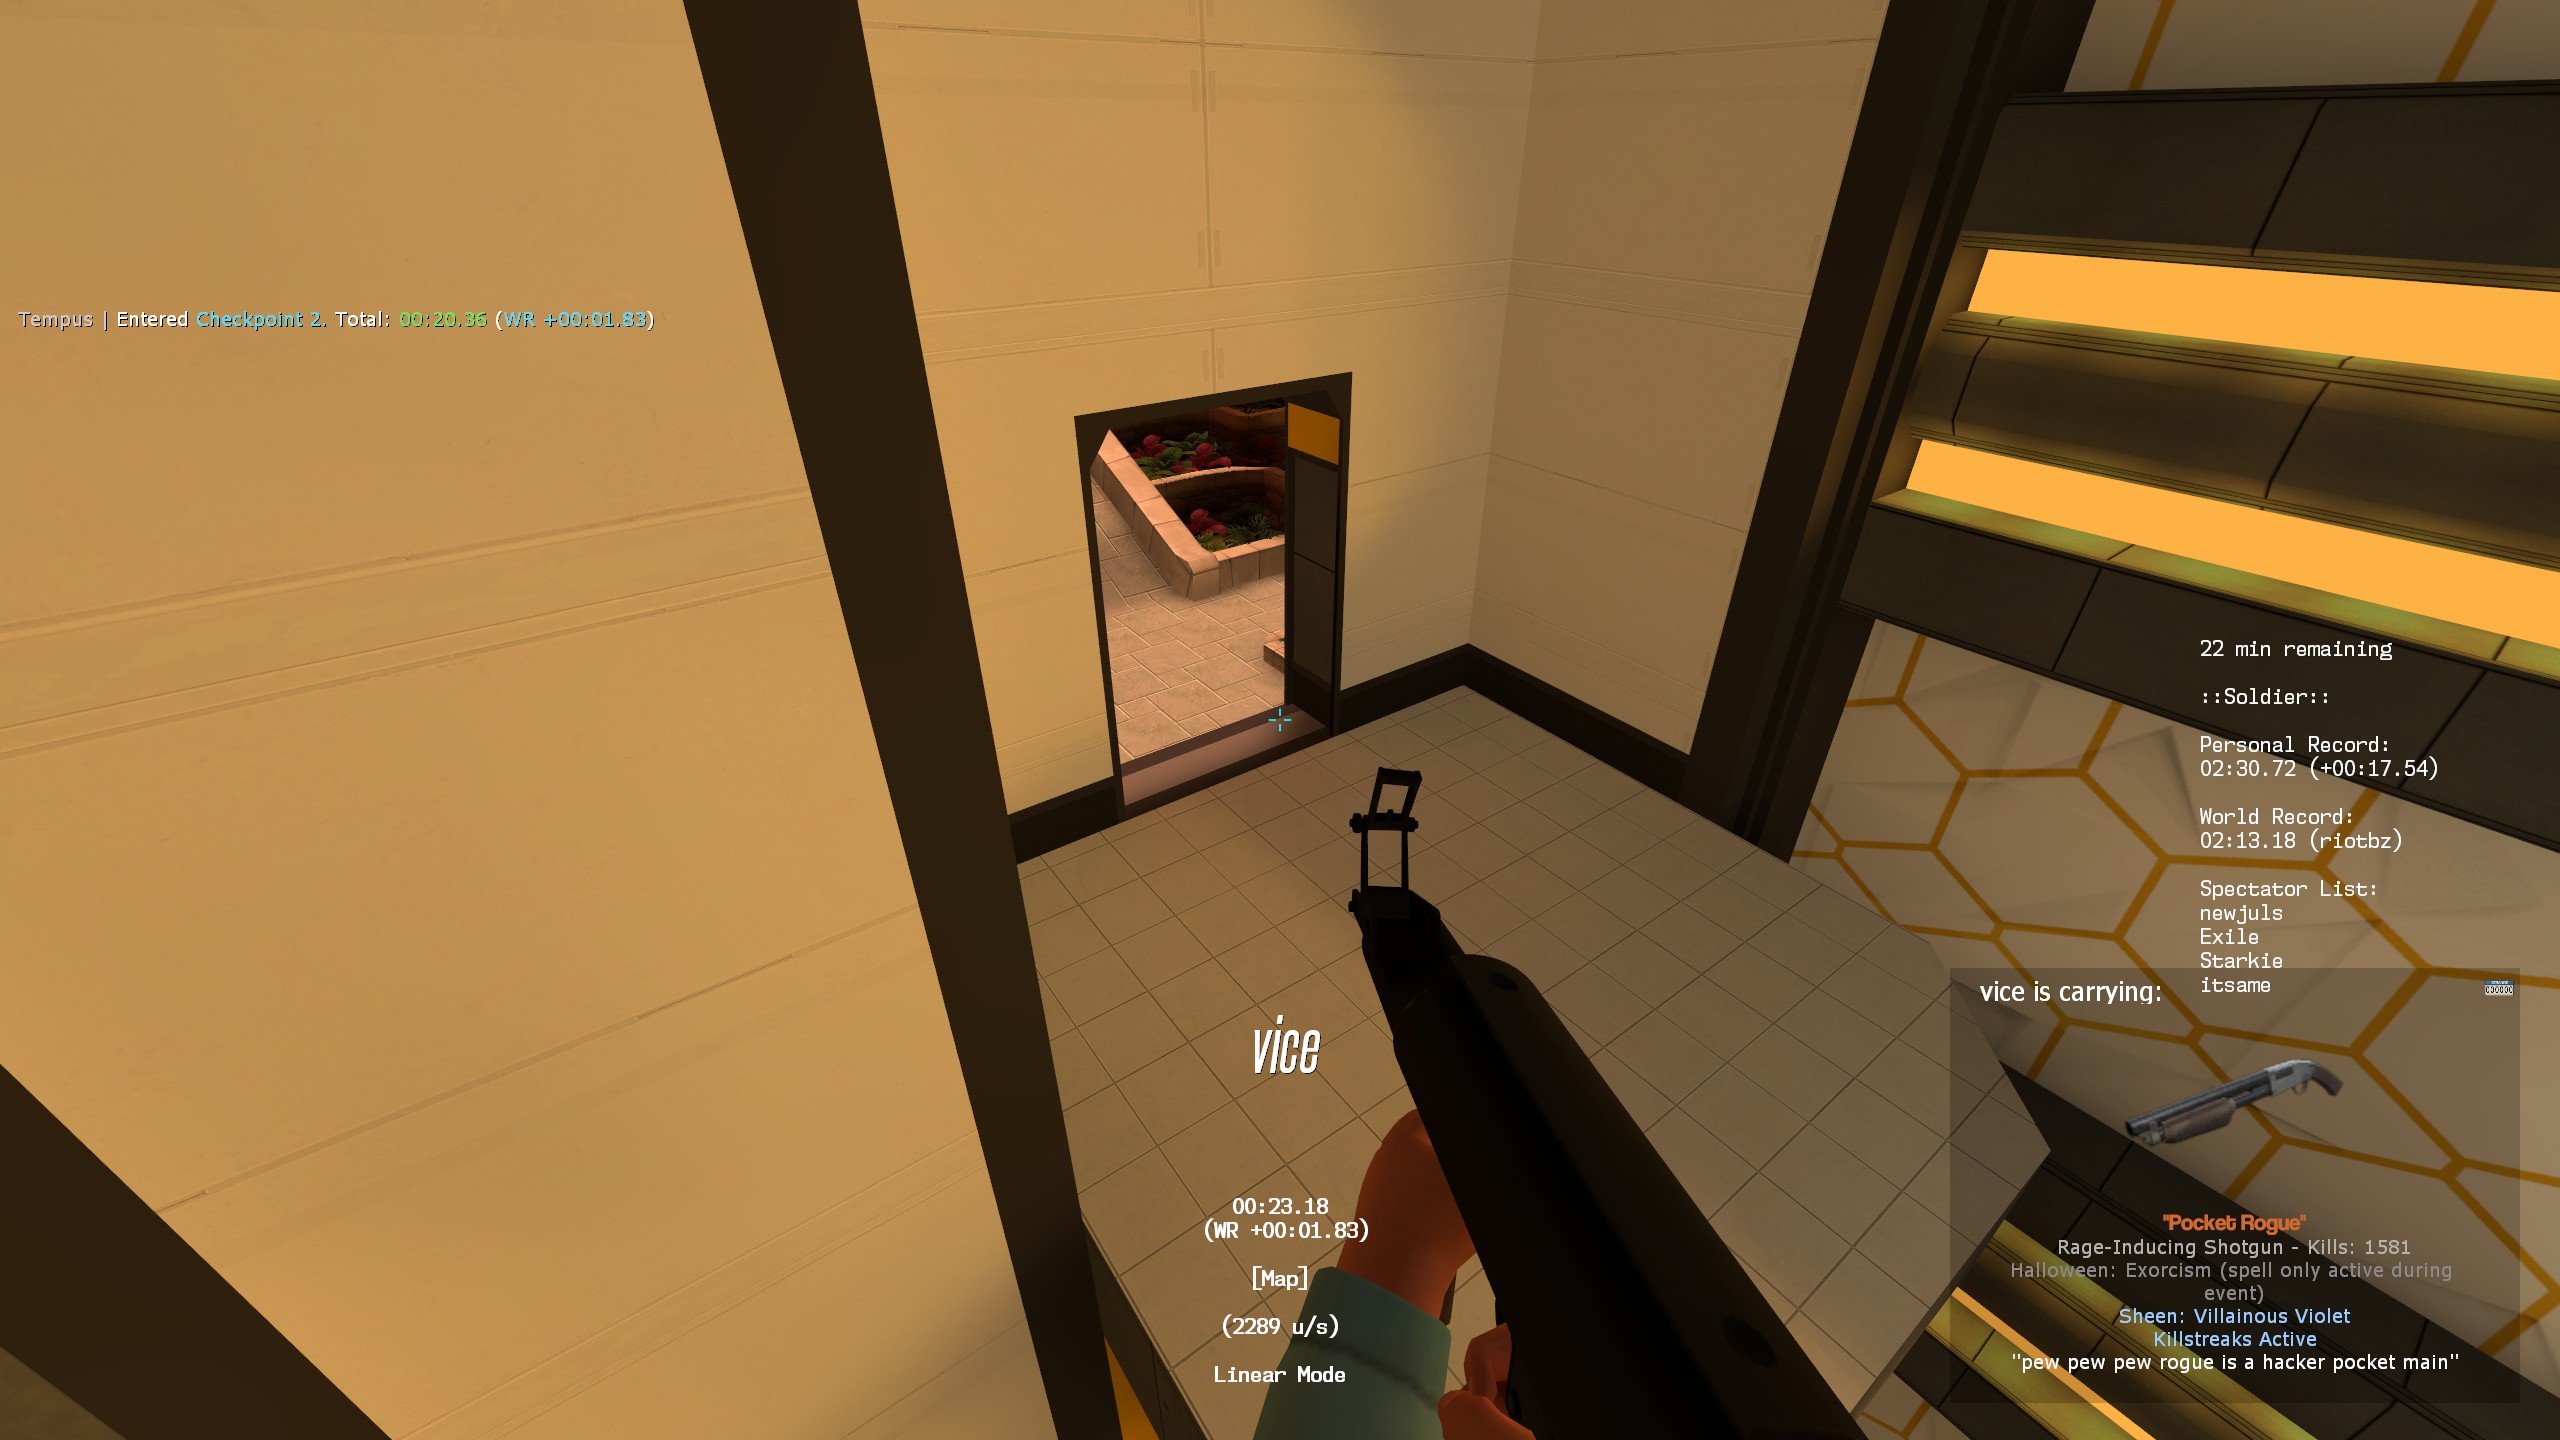 Tempus | Entered Checkpoint 2. Total: 00:20.36 (WR +00:01.83)
22 min remaining
::Soldier::
Personal Record:
02:30.72 (+00:17.54)
World Record:
02:13.18 (riotbz)
Spectator List:
newjuls
Exile
Starkie
itsame
vice is carrying:
vice
00:23.18
(WR +00:01.83)
[Map]
(2289 u/s)
Linear Mode
"Pocket Rogue"
Rage-Inducing Shotgun - Kills: 1581
Halloween: Exorcism (spell only active during
event)
Sheen: Villainous Violet
Killstreaks Active
"pew pew pew rogue is a hacker pocket main"